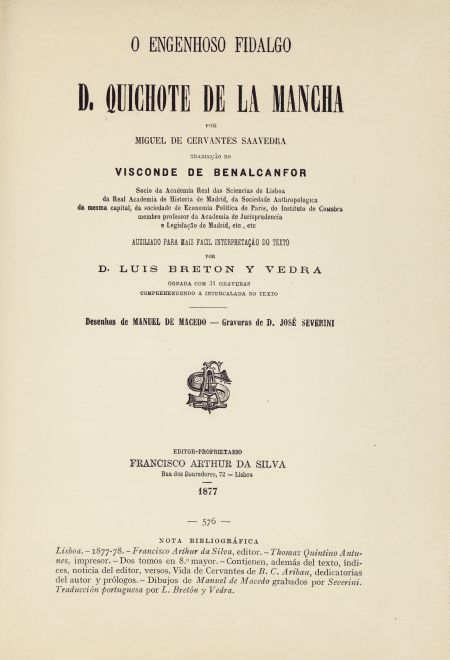 O ENGENHOSO FIDALGO
D. QUICHOTE DE LA MANCHA
POR
MIGUEL DE CERVANTES SAAVEDRA
TRADUCÇÃO DO
VISCONDE DE BENALCANFOR
Socio da Academia Real das Sciencias de Lisboa
da Real Academia de Historia de Madrid, da Sociedade Anthropologica
da mesma capital, da sociedade de Economia Politica de Paris, do Instituto de Coimbra
membro professor da Academia de Jurisprudencia
e Legislação de Madrid, etc, etc
AUXILIADO PARA MAIS FACIL INTERPRETAÇÃO DO TEXTO
POR
D. LUIS BRETON Y VEDRA
ORNADA COM 31 GRAVURAS
COMPREHENDENDO A INTERCALADA NO TEXTO
Desenhos de MANUEL DE MACEDO — Gravuras de D. JOSÉ SEVERINI
EDITOR-PROPRIETARIO
FRANCISCO ARTHUR DA SILVA
Rua dos Douradores, 72 — Lisboa
1877
— 576 —
NOTA BIBLIOGRÁFICA
Lisboa. – 1877-78. – Francisco Arthur da Silva, editor. – Thomaz Quintino Antu-
nes, impresor. – Dos tomos en 8.º mayor. – Contienen, además del texto, índi-
ces, noticia del editor, versos. Vida de Cervantes de B. C. Aribau, dedicatorias
del autor y prólogos. – Dibujos de Manuel de Macedo grabados por Severini.
Traducción portuguesa por L. Bretón y Vedra.